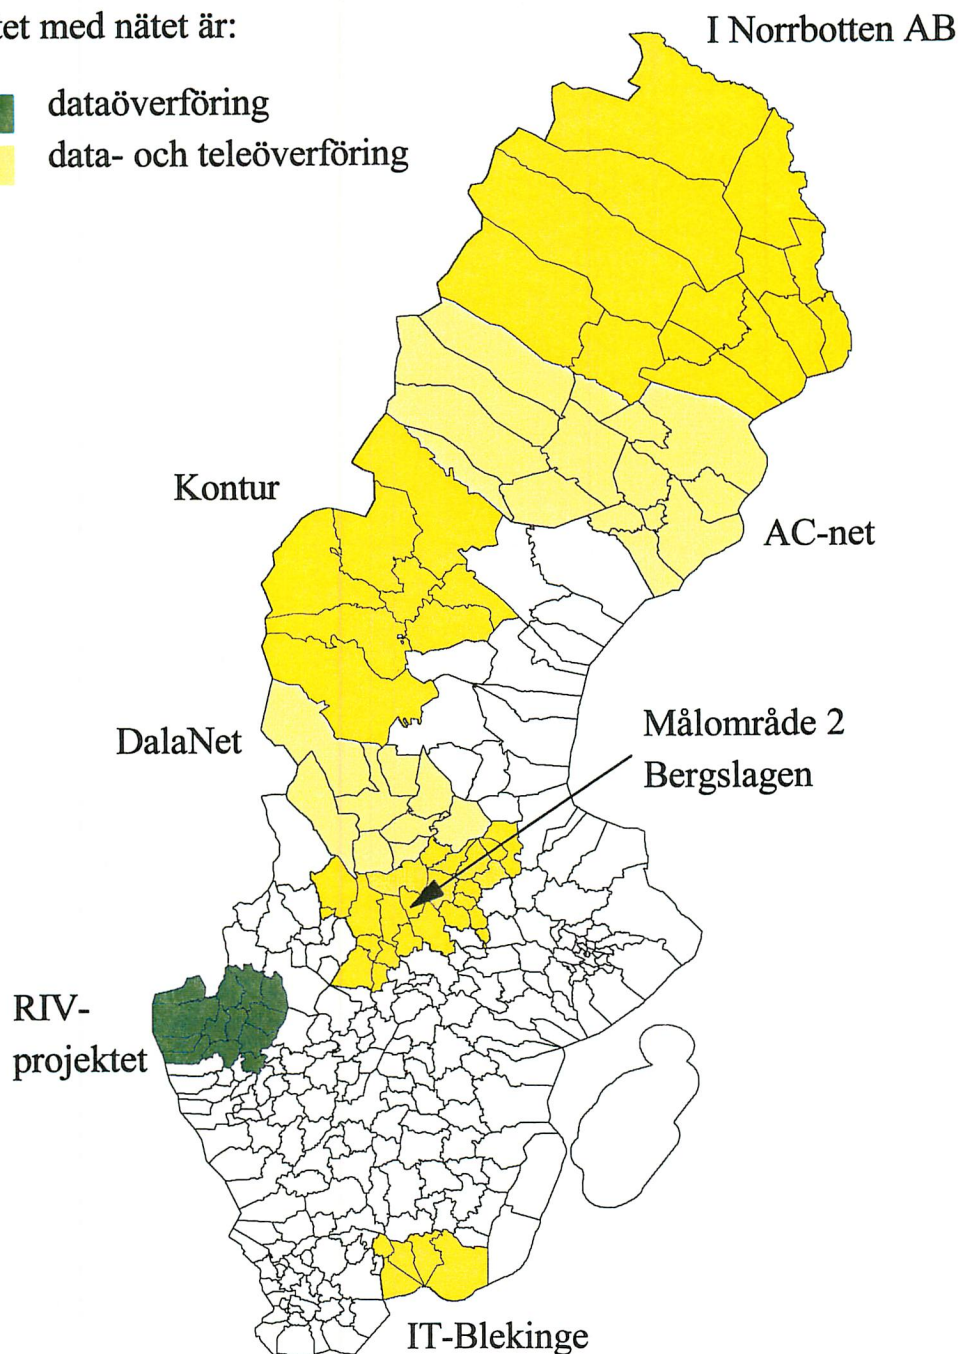 tet med nätet är:
I Norrbotten AB
dataöverföring
data- och teleöverföring
Kontur
AC-net
DalaNet
Målområde 2
Bergslagen
RIV-
projektet
IT-Blekinge